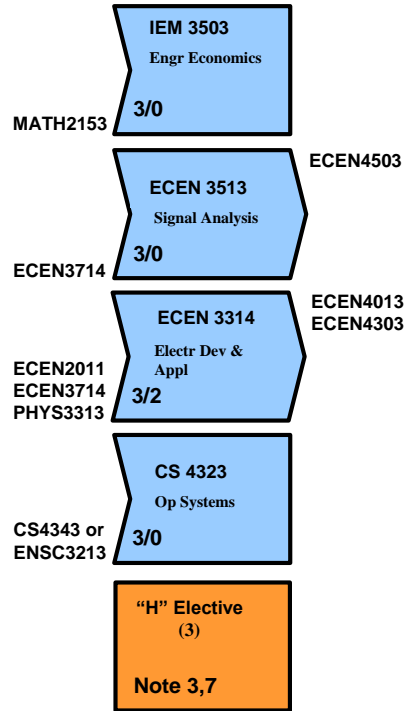 IEM 3503
Engr Economics
3/0
MATH2153
ECEN4503
ECEN 3513
Signal Analysis
3/0
ECEN3714
ECEN4013
ECEN4303
ECEN 3314
Electr Dev &
Appl
3/2
ECEN2011
ECEN3714
PHYS3313
CS 4323
Op Systems
3/0
CS4343 or
ENSC3213
“H” Elective
(3)
Note 3,7